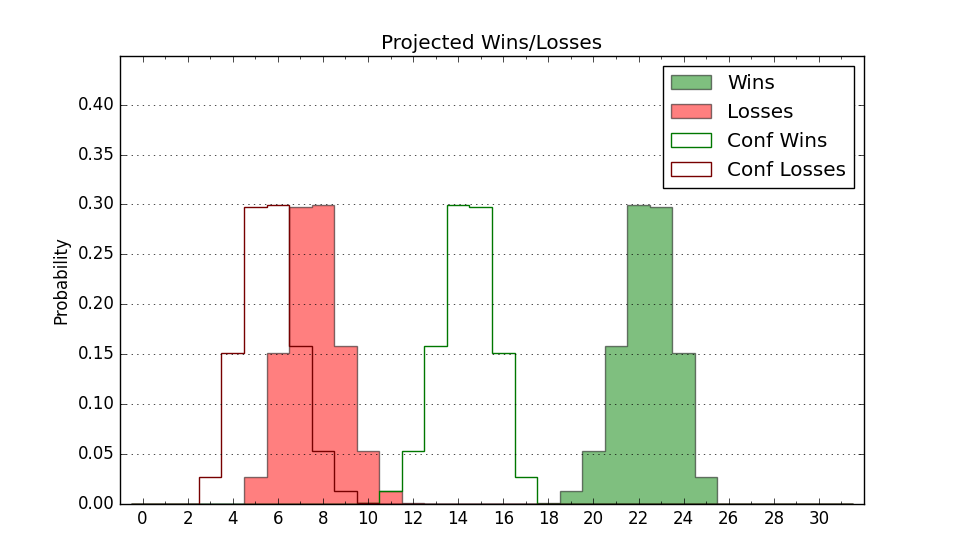 Projected Wins/Losses
Wins
Losses
Conf Wins
Conf Losses
Probability
0.40
0.35
0.30
0.25
0.20
0.15
0.10
0.05
0.00
0 2 4 6 8 10 12 14 16 18 20 22 24 26 28 30